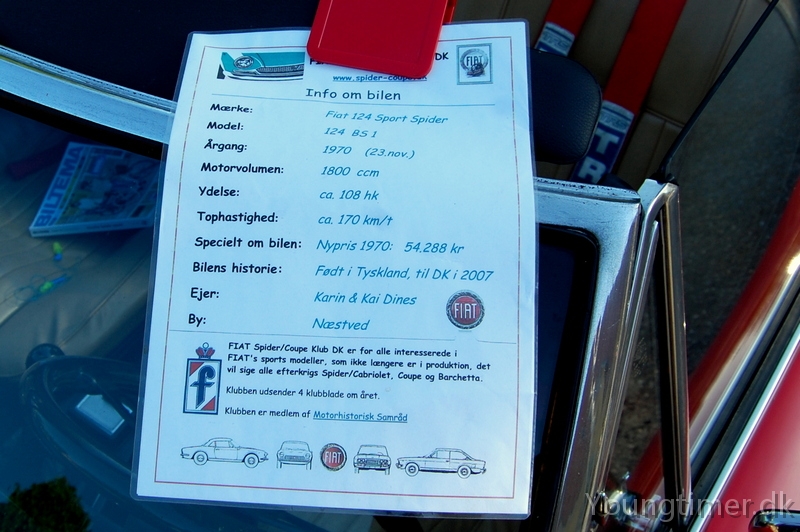 DK
FIAT
www.spider-coupe.dk
Info om bilen
Mærke: Fiat 124 Sport Spider
Model: 124 BS 1
Årgang: 1970 (23.nov.)
Motorvolumen: 1800 ccm
Ydelse: ca. 108 hk
Tophastighed: ca. 170 km/t
Specielt om bilen: Nypris 1970: 54.288 kr
Bilens historie: Født i Tyskland, til DK i 2007
Ejer: Karin & Kai Dines
By: Næstved
FIAT
FIAT Spider/Coupe Klub DK er for alle interesserede i
FIAT's sports modeller, som ikke længere er i produktion, det
vil sige alle efterkrigs Spider/Cabriolet, Coupe og Barchetta.
Klubben udsender 4 klubblade om året.
Klubben er medlem af Motorhistorisk Samråd
f
FIAT
BILTEMA
Youngtimer.dk